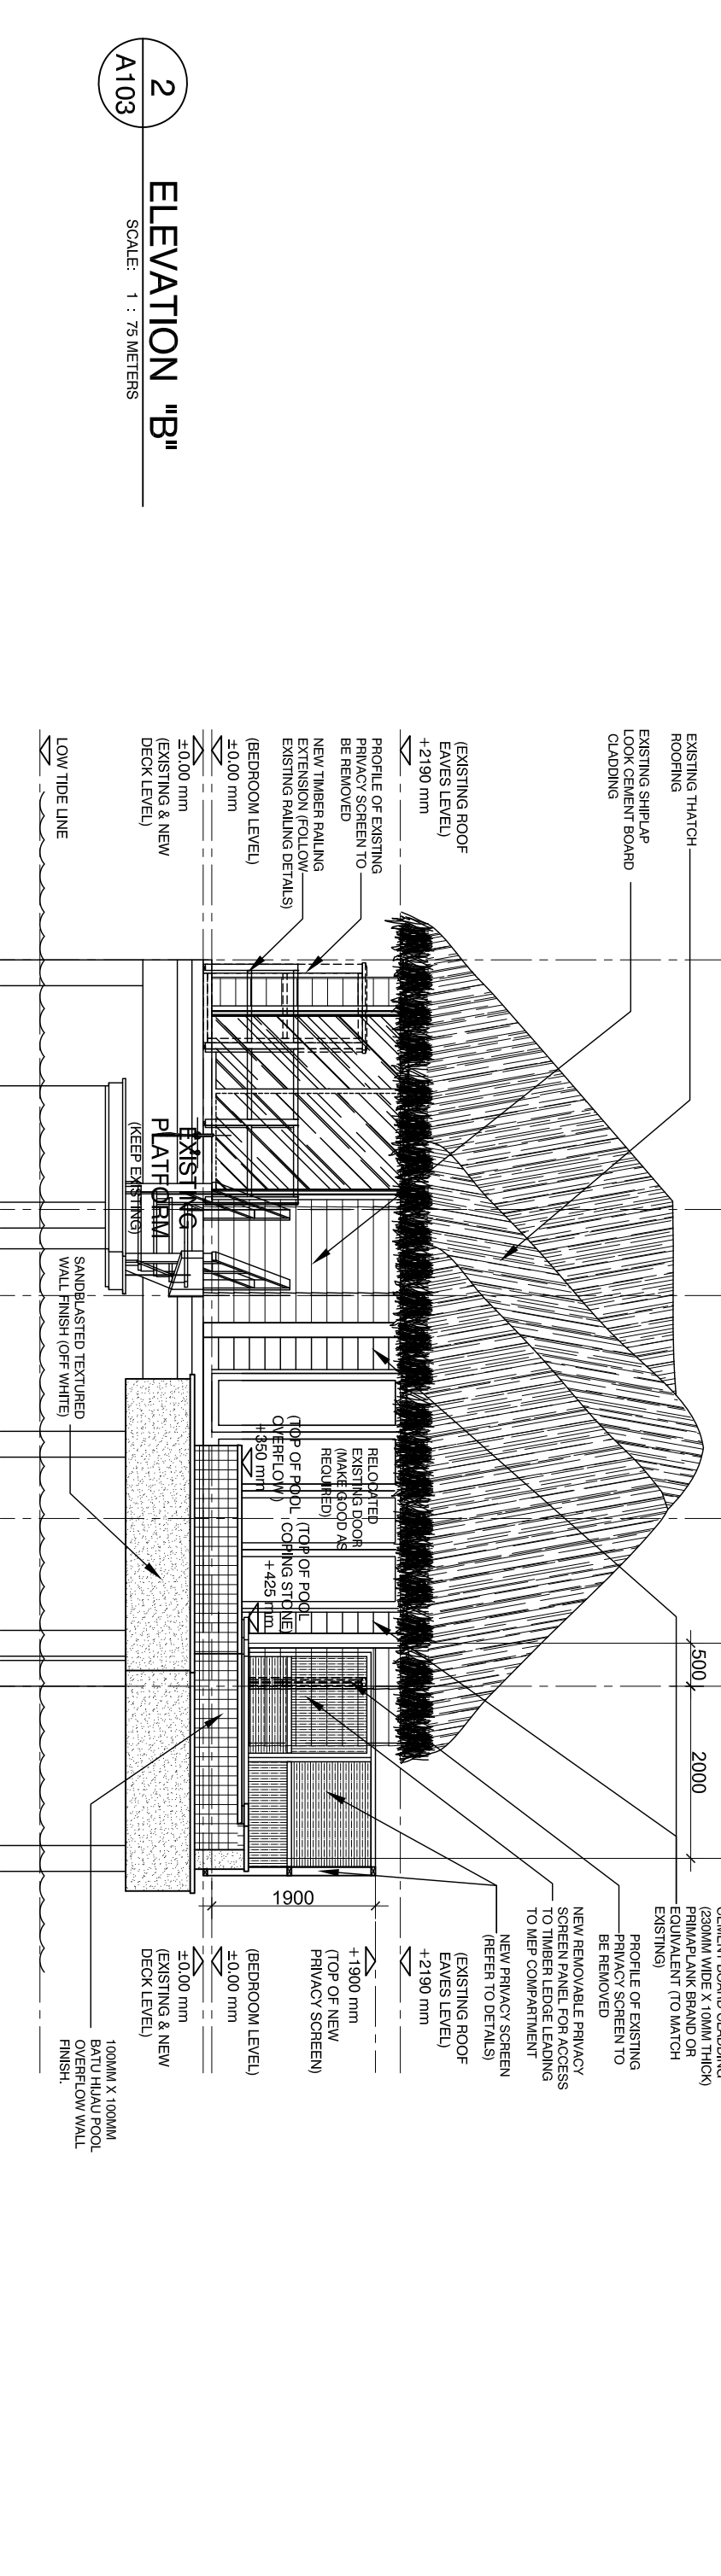 2
A103
ELEVATION "B"
SCALE: 1 : 75 METERS
EXISTING THATCH
ROOFING
EXISTING SHIPLAP
LOOK CEMENT BOARD
CLADDING
(EXISTING ROOF
EAVES LEVEL)
+2190 mm
PROFILE OF EXISTING
PRIVACY SCREEN TO
BE REMOVED
NEW TIMBER RAILING
EXTENSION (FOLLOW
EXISTING RAILING DETAILS)
(BEDROOM LEVEL)
±0.00 mm
±0.00 mm
(EXISTING & NEW
DECK LEVEL)
LOW TIDE LINE
EXISTING
PLATFORM
(KEEP EXISTING)
SANDBLASTED TEXTURED
WALL FINISH (OFF WHITE)
RELOCATED
EXISTING DOOR
(MAKE GOOD AS
REQUIRED)
(TOP OF POOL
OVERFLOW)
+350 mm
(TOP OF POOL
COPING STONE)
+425 mm
500
2000
1900
CEMENT BOARD CLADDING
(230MM WIDE X 10MM THICK)
PRIMAPLANK BRAND OR
EQUIVALENT (TO MATCH
EXISTING)
PROFILE OF EXISTING
PRIVACY SCREEN TO
BE REMOVED
NEW REMOVABLE PRIVACY
SCREEN PANEL FOR ACCESS
TO TIMBER LEDGE LEADING
TO MEP COMPARTMENT
NEW PRIVACY SCREEN
(REFER TO DETAILS)
(EXISTING ROOF
EAVES LEVEL)
+2190 mm
+1900 mm
(TOP OF NEW
PRIVACY SCREEN)
(BEDROOM LEVEL)
±0.00 mm
±0.00 mm
(EXISTING & NEW
DECK LEVEL)
100MM X 100MM
BATU HIJAU POOL
OVERFLOW WALL
FINISH.